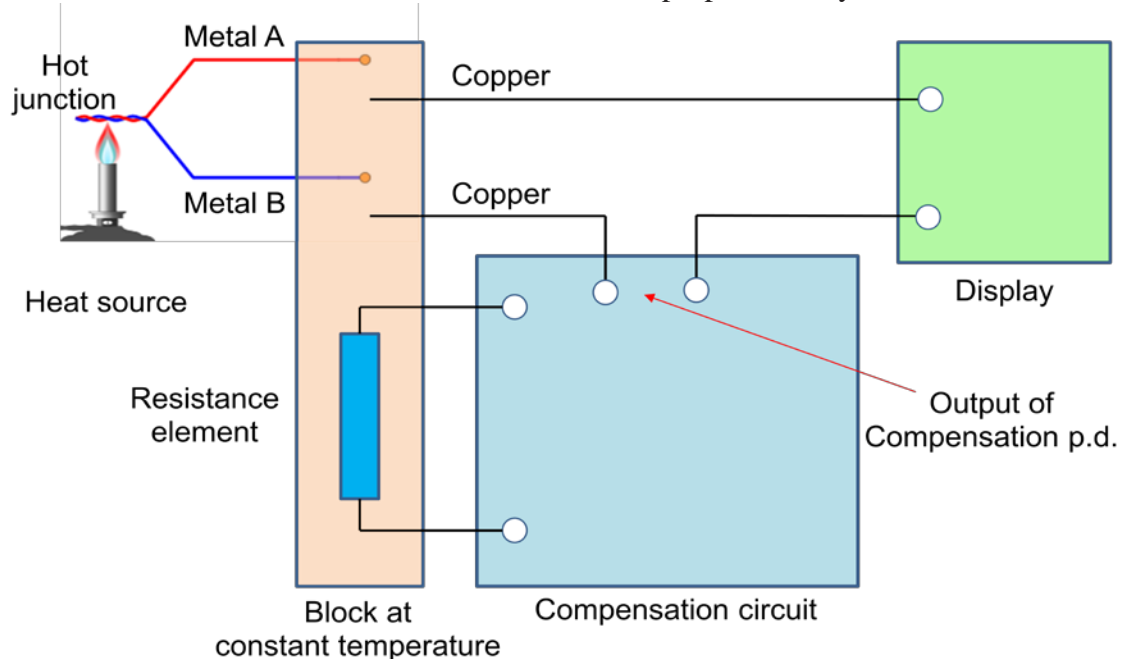 Metal A
Hot
junction
Copper
Metal B
Copper
Heat source
Display
Resistance
element
Output of
Compensation p.d.
Block at
constant temperature
Compensation circuit